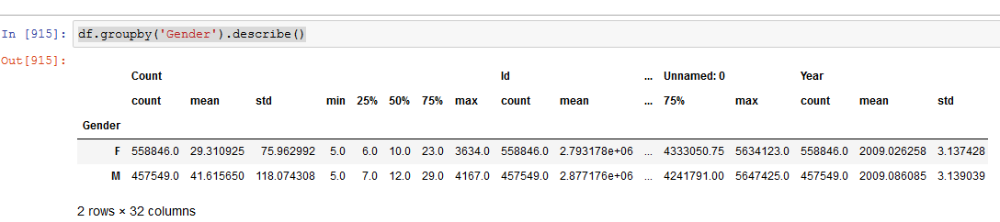 In [915]: df.groupby('Gender').describe()
Out[915]:
Count Id ... Unnamed: 0 Year
count mean std min 25% 50% 75% max count mean ... 75% max count mean std
Gender
F 558846.0 29.310925 75.962992 5.0 6.0 10.0 23.0 3634.0 558846.0 2.793178e+06 ... 4333050.75 5634123.0 558846.0 2009.026258 3.137428
M 457549.0 41.615650 118.074308 5.0 7.0 12.0 29.0 4167.0 457549.0 2.877176e+06 ... 4241791.00 5647425.0 457549.0 2009.086085 3.139039
2 rows × 32 columns